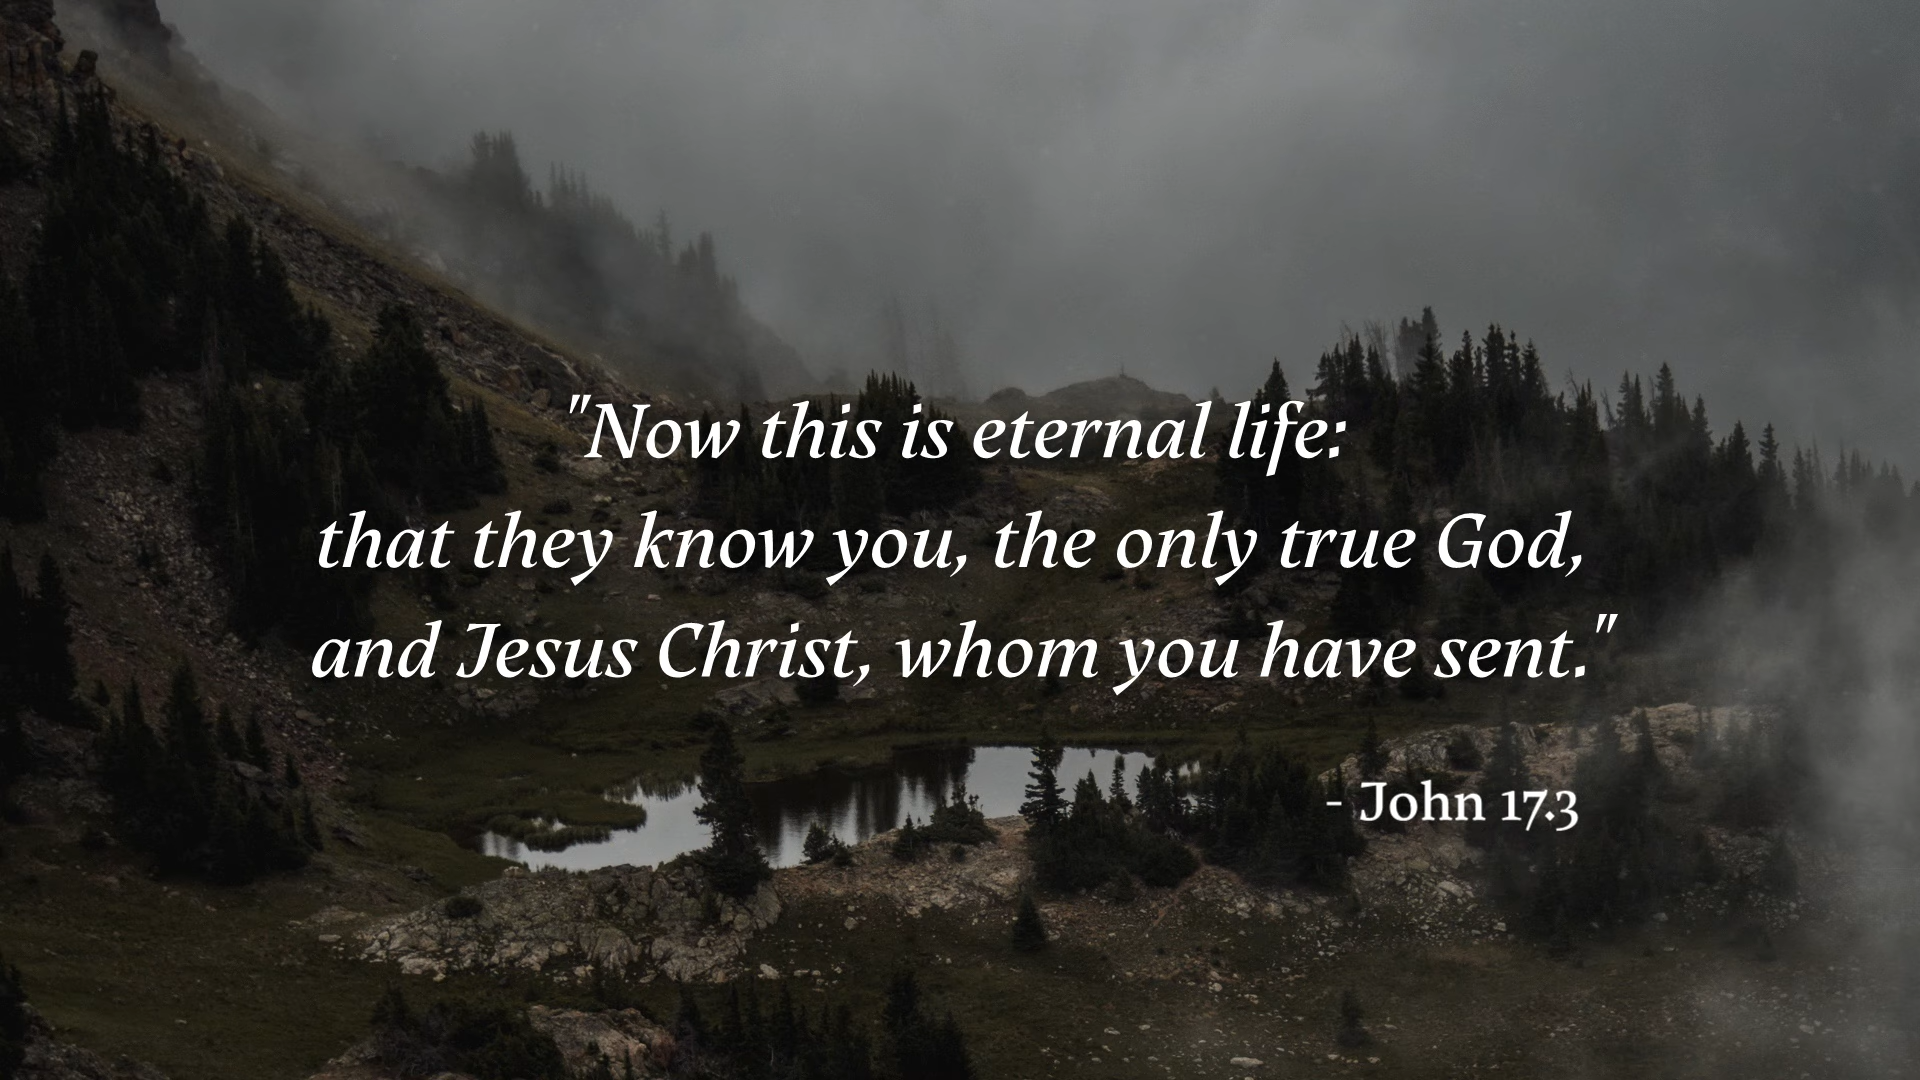 "Now this is eternal life:
that they know you, the only true God,
and Jesus Christ, whom you have sent."
- John 17.3